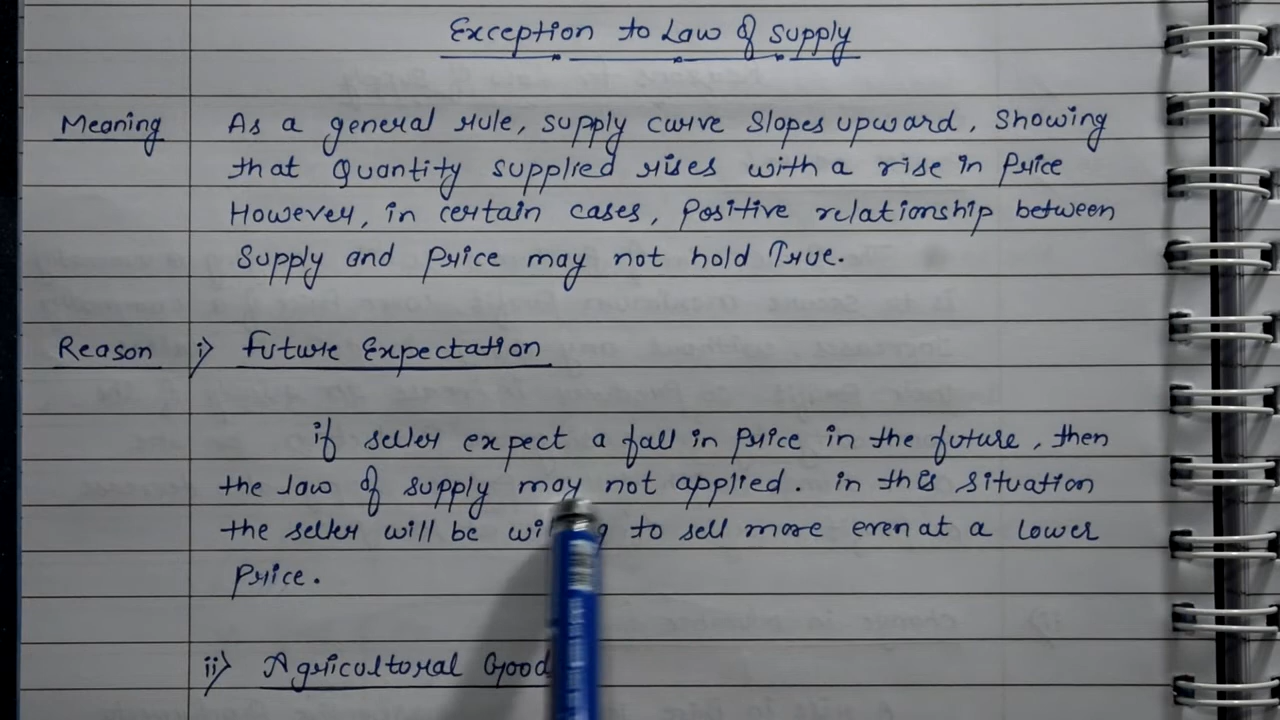 Exception to Law of Supply
Meaning As a general rule, Supply curve Slopes upward, Showing
that Quantity supplied rises with a rise in Price
However, in certain cases, Positive relationship between
Supply and Price may not hold True.
Reason i) Future Expectation
if seller expect a fall in Price in the future, then
the law of supply may not applied. in this situation
the seller will be to sell more even at a lower
Price.
ii) Agricultoral Good